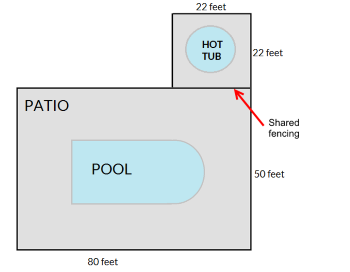 22 feet
HOT
TUB
22 feet
PATIO
Shared
fencing
POOL
50 feet
80 feet